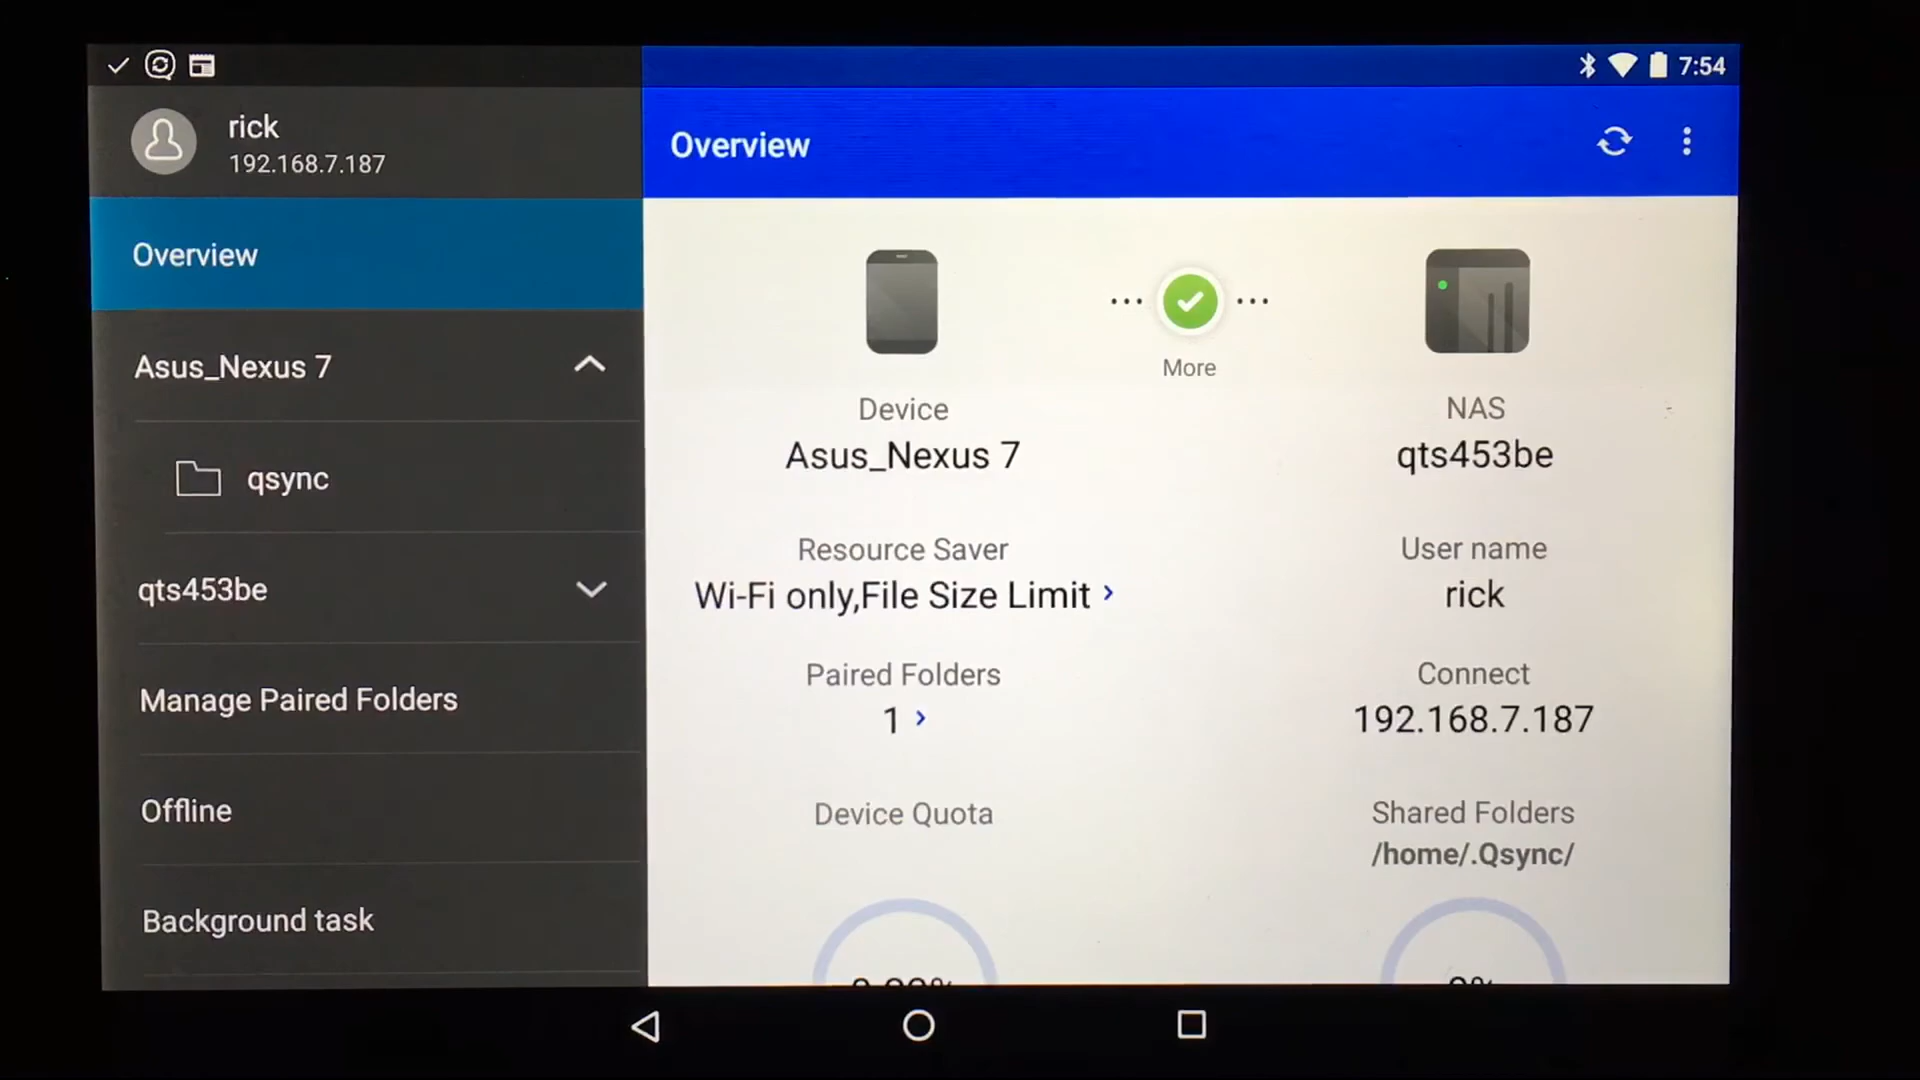 7:54
rick
192.168.7.187
Overview
Asus_Nexus 7
qsync
qts453be
Manage Paired Folders
Offline
Background task
Overview
More
Device
Asus_Nexus 7
NAS
qts453be
Resource Saver
Wi-Fi only,File Size Limit
User name
rick
Paired Folders
1
Connect
192.168.7.187
Device Quota
Shared Folders
/home/.Qsync/